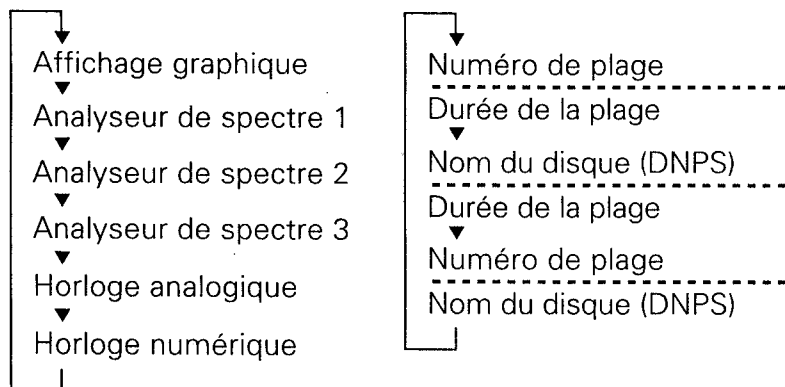 Affichage graphique
Analyseur de spectre 1
Analyseur de spectre 2
Analyseur de spectre 3
Horloge analogique
Horloge numérique
Numéro de plage
Durée de la plage
Nom du disque (DNPS)
Durée de la plage
Numéro de plage
Nom du disque (DNPS)